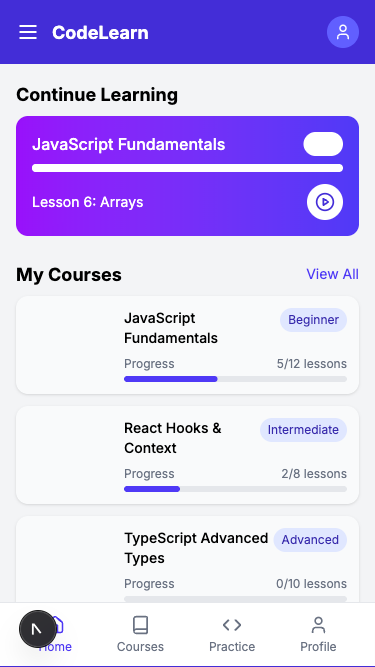 CodeLearn
Continue Learning
JavaScript Fundamentals
Lesson 6: Arrays
My Courses
View All
JavaScript
Fundamentals
Beginner
Progress
5/12 lessons
React Hooks &
Context
Intermediate
Progress
2/8 lessons
TypeScript Advanced
Types
Advanced
Progress
0/10 lessons
Home
Courses
Practice
Profile